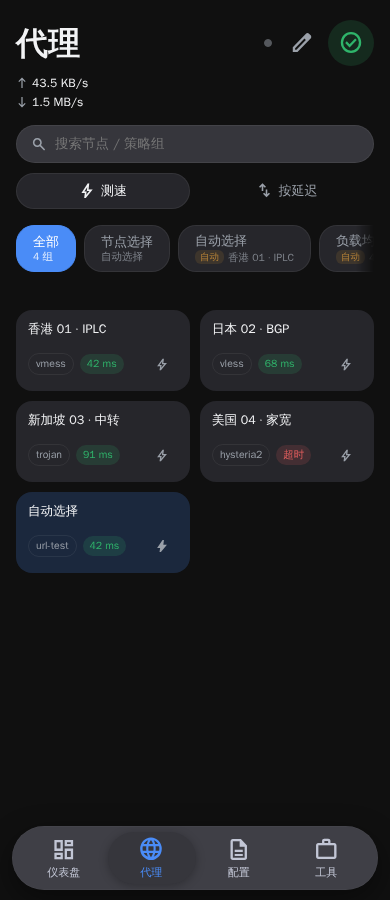 代理
↑ 43.5 KB/s
↓ 1.5 MB/s
搜索节点 / 策略组
测速
按延迟
全部
4 组
节点选择
自动选择
自动选择
自动 香港 01 · IPLC
负载
自动
香港 01 · IPLC
vmess 42 ms
日本 02 · BGP
vless 68 ms
新加坡 03 · 中转
trojan 91 ms
美国 04 · 家宽
hysteria2 超时
自动选择
url-test 42 ms
仪表盘
代理
配置
工具